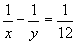 1/x - 1/y = 1/12